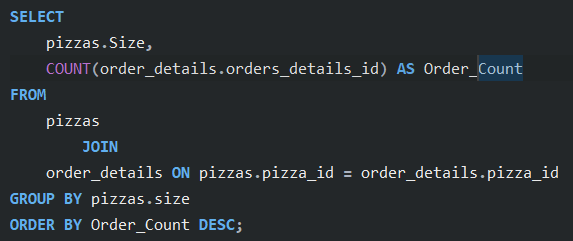 SELECT
pizzas.Size,
COUNT(order_details.orders_details_id) AS Order_Count
FROM
pizzas
JOIN
order_details ON pizzas.pizza_id = order_details.pizza_id
GROUP BY pizzas.size
ORDER BY Order_Count DESC;